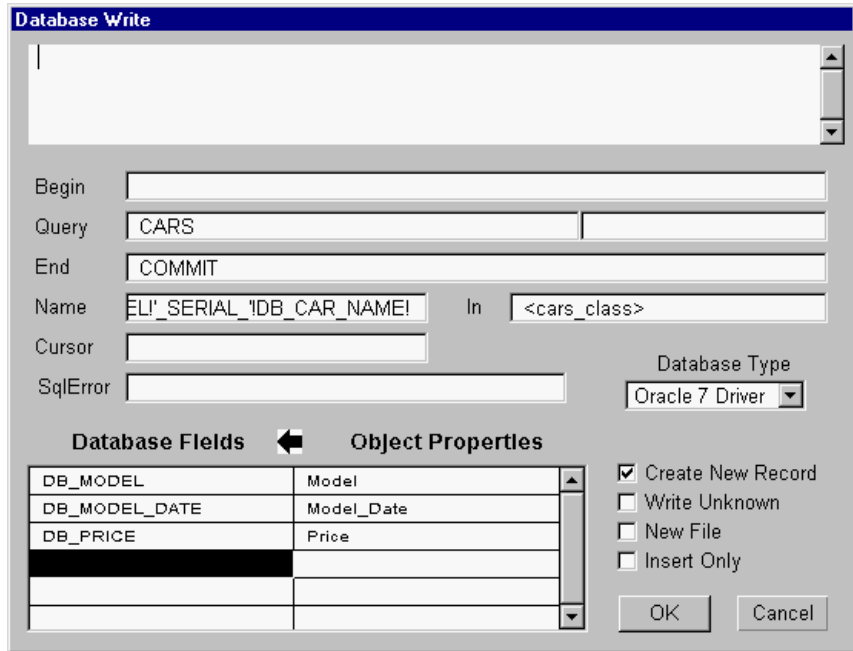 Database Write
Begin
Query CARS
End COMMIT
Name EL!'_SERIAL_'!DB_CAR_NAME! In <cars_class>
Cursor
Database Type
SqlError Oracle 7 Driver
Database Fields Object Properties
DB_MODEL Model
DB_MODEL_DATE Model_Date
DB_PRICE Price
Create New Record
Write Unknown
New File
Insert Only
OK Cancel